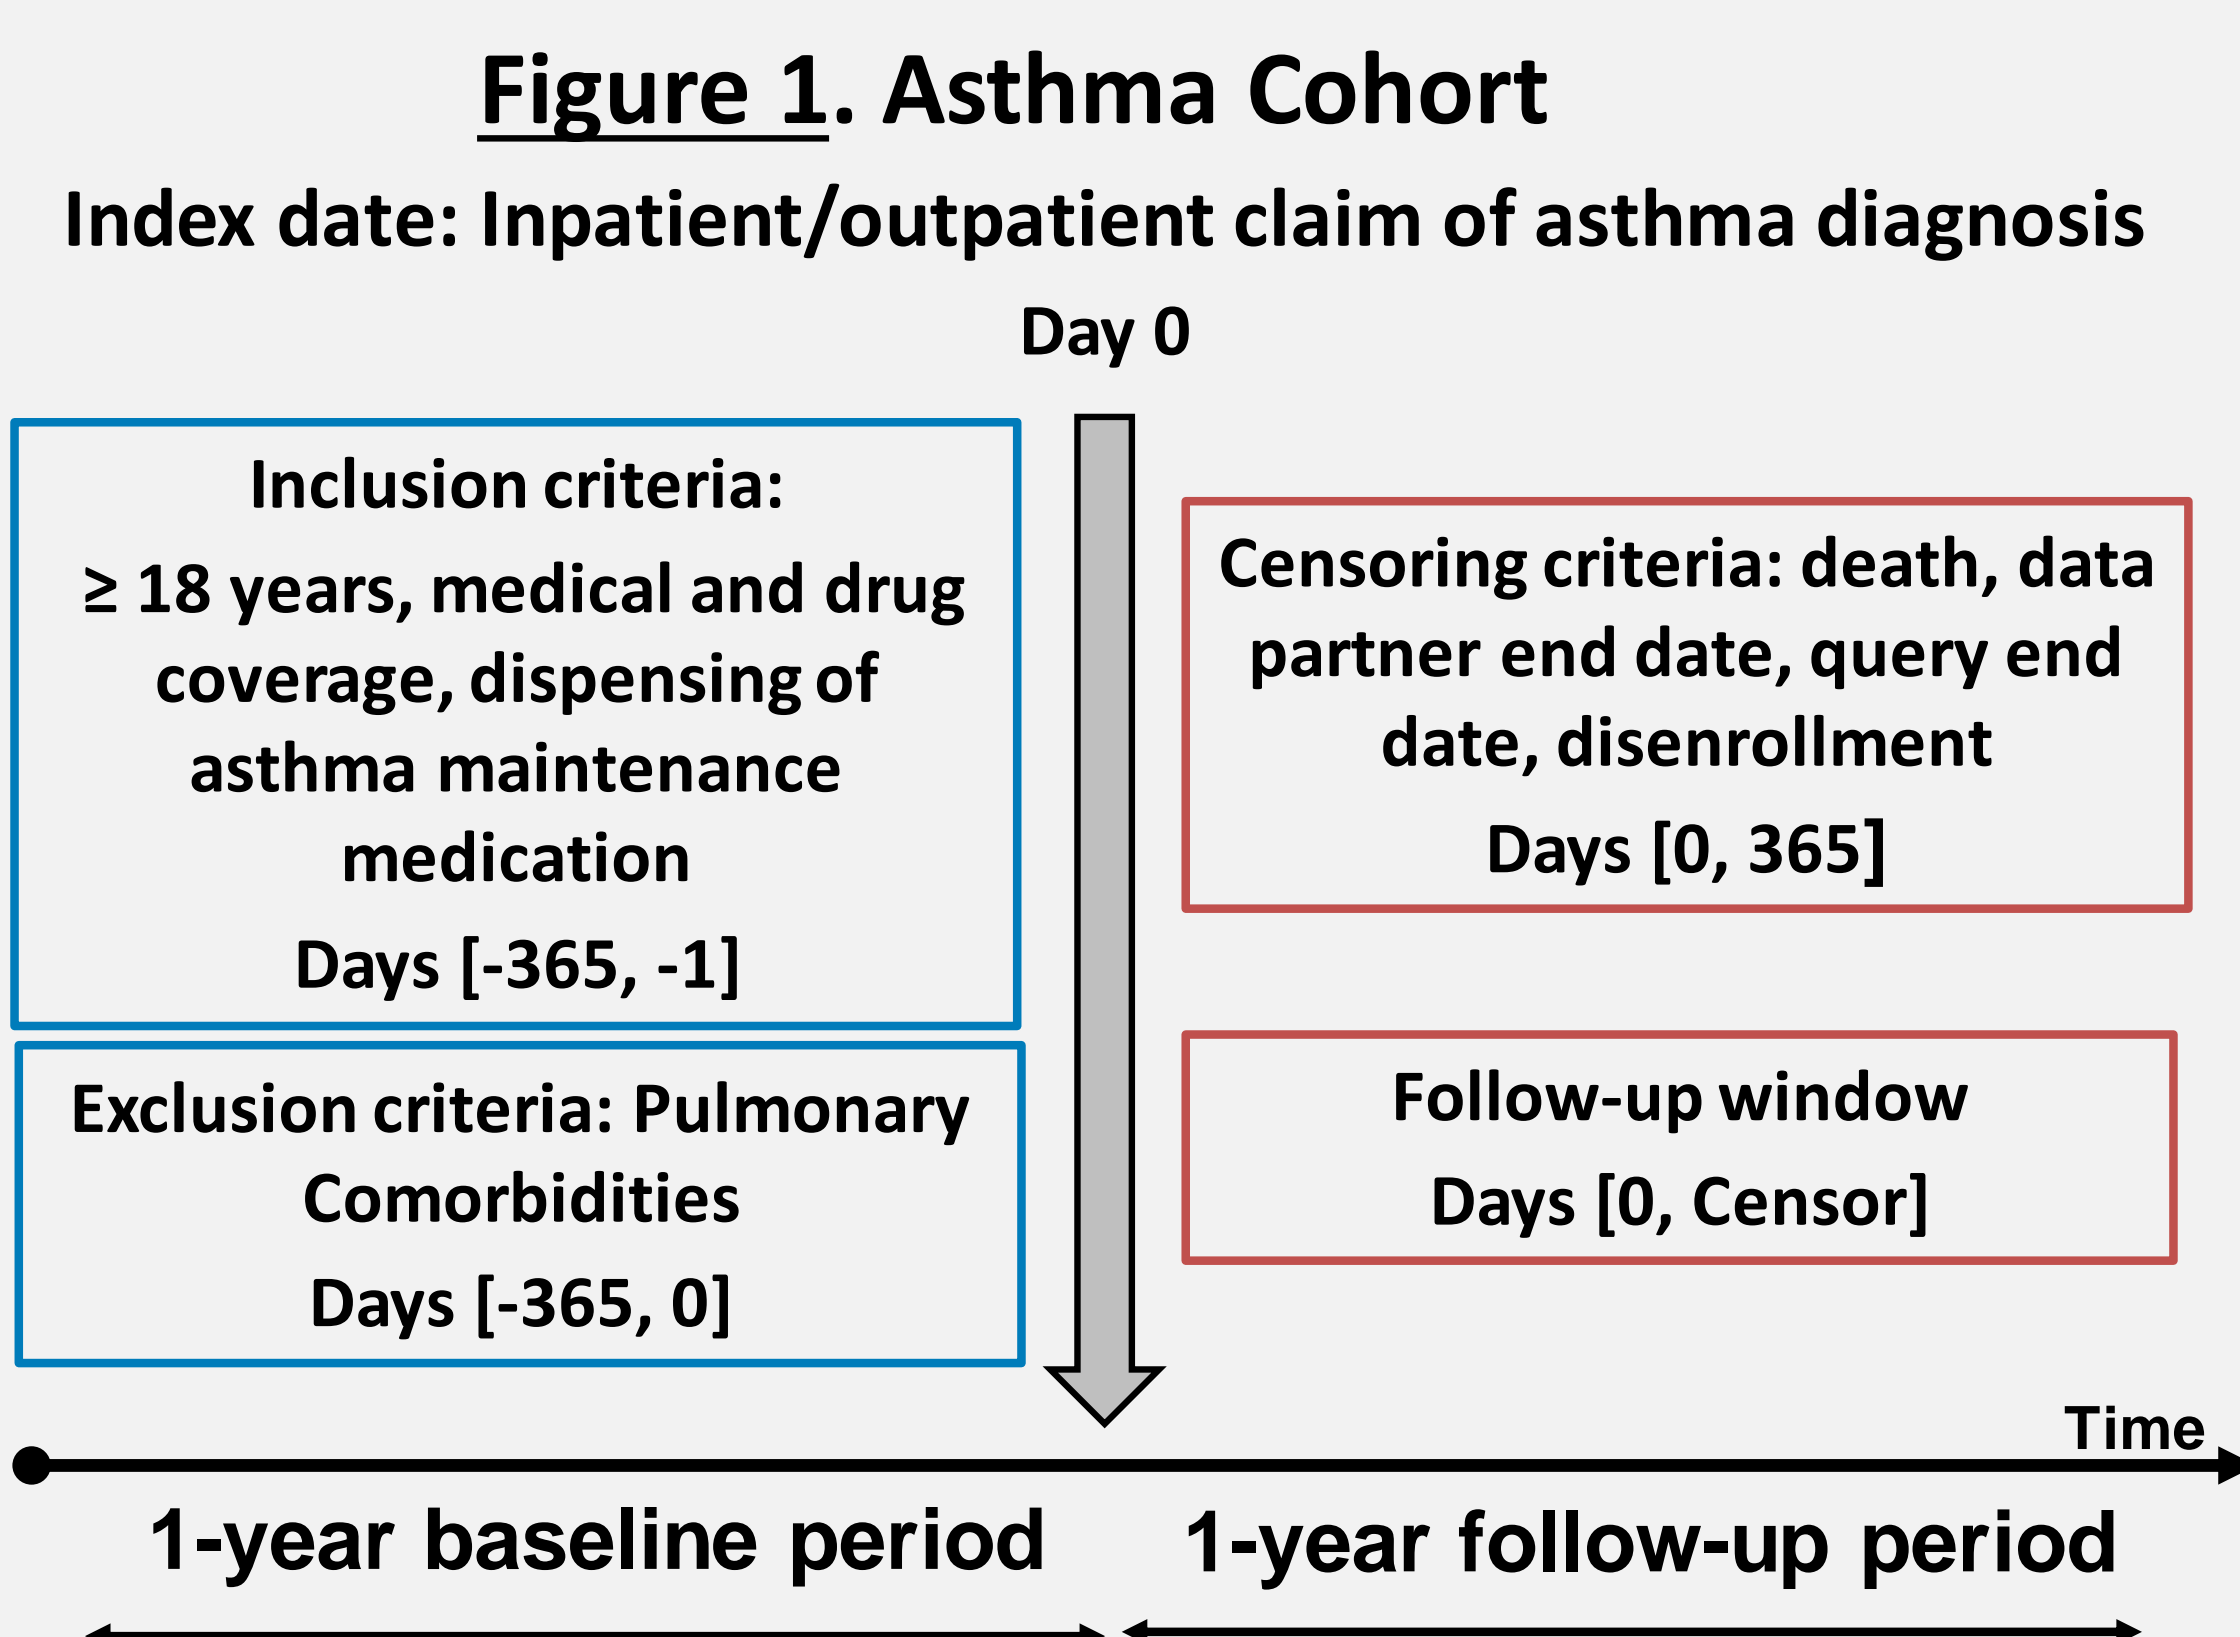 Figure 1. Asthma Cohort
Index date: Inpatient/outpatient claim of asthma diagnosis
Day 0
Inclusion criteria:
≥ 18 years, medical and drug
coverage, dispensing of
asthma maintenance
medication
Days [-365, -1]
Exclusion criteria: Pulmonary
Comorbidities
Days [-365, 0]
Censoring criteria: death, data
partner end date, query end
date, disenrollment
Days [0, 365]
Follow-up window
Days [0, Censor]
Time
1-year baseline period
1-year follow-up period